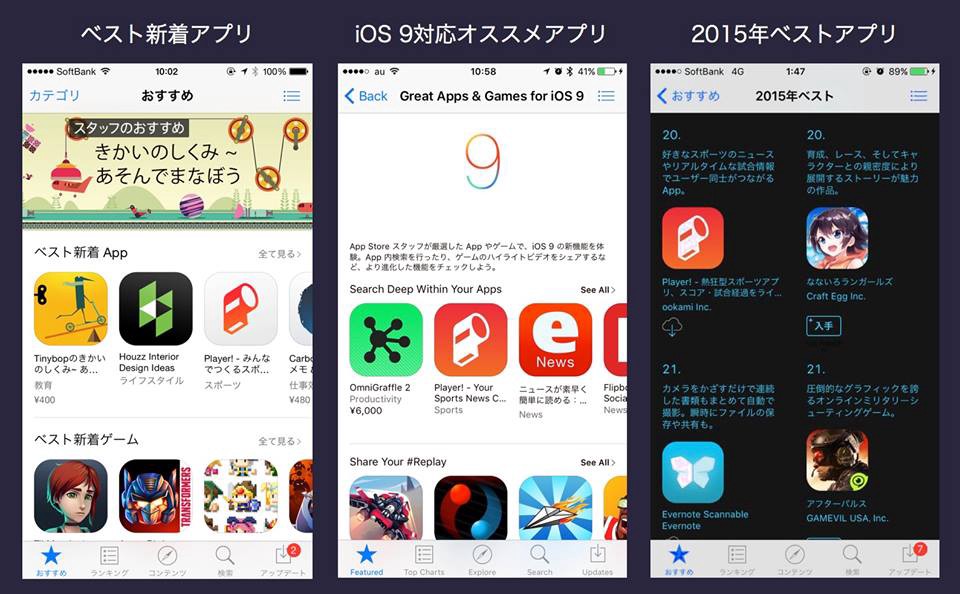 ベスト新着アプリ
iOS 9対応オススメアプリ
2015年ベストアプリ
SoftBank 10:02 100%
カテゴリ おすすめ
スタッフのおすすめ
きかいのしくみ ~
あそんでまなぼう
ベスト新着 App 全て見る
Tinybopのきかい
のしくみ~ あ...
教育
¥400
Houzz Interior
Design Ideas
ライフスタイル
Player! - みんな
でつくるスポ...
スポーツ
Carbo
メモ &
仕事効
¥480
ベスト新着ゲーム 全て見る
TRANSFORMERS
おすすめ ランキング コンテンツ 検索 アップデート
2
au 10:58 41%
Back Great Apps & Games for iOS 9
9
App Store スタッフが厳選した App やゲームで、iOS 9 の新機能を体
験。App 内検索を行ったり、ゲームのハイライトビデオをシェアするな
ど、より進化した機能をチェックしよう。
Search Deep Within Your Apps See All
e
News
OmniGraffle 2
Productivity
¥6,000
Player! - Your
Sports News C...
Sports
ニュースが素早く
簡単に読める：...
News
Flipbo
Social
News
Share Your #Replay See All
Featured Top Charts Explore Search Updates
SoftBank 4G 1:47 89%
おすすめ 2015年ベスト
20.
好きなスポーツのニュース
やリアルタイムな試合情報
でユーザー同士がつながる
App。
Player! - 熱狂型スポーツアプ
リ、スコア・試合経過をライ...
ookami Inc.
20.
育成、レース、そしてキャ
ラクターとの親密度により
展開するストーリーが魅力
の作品。
なないろランガールズ
Craft Egg Inc.
+入手
21.
カメラをかざすだけで連続
した書類もまとめて自動で
撮影。瞬時にファイルの保
存や共有も。
Evernote Scannable
Evernote
21.
圧倒的なグラフィックを誇
るオンラインミリタリーシ
ューティングゲーム。
アフターパルス
GAMEVIL USA, Inc.
おすすめ ランキング コンテンツ 検索 アップデート
7